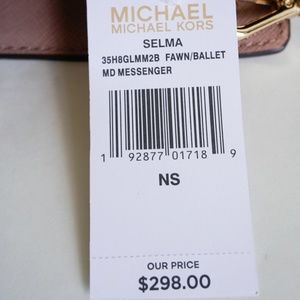 MICHAEL
MICHAEL KORS
SELMA
35H8GLMM2B FAWN/BALLET
MD MESSENGER
1 92877 01718 9
NS
OUR PRICE
$298.00